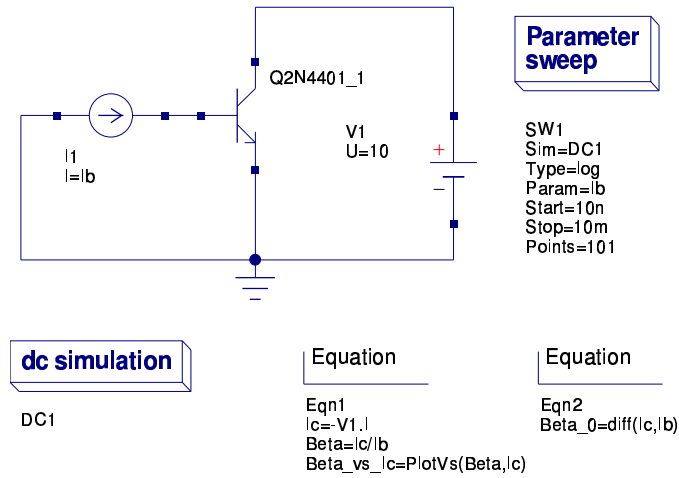 Parameter
sweep
Q2N4401_1
V1
U=10
+
-
I1
I=Ib
SW1
Sim=DC1
Type=log
Param=Ib
Start=10n
Stop=10m
Points=101
dc simulation
DC1
Equation
Eqn1
Ic=-V1.I
Beta=Ic/Ib
Beta_vs_Ic=PlotVs(Beta,Ic)
Equation
Eqn2
Beta_0=diff(Ic,Ib)